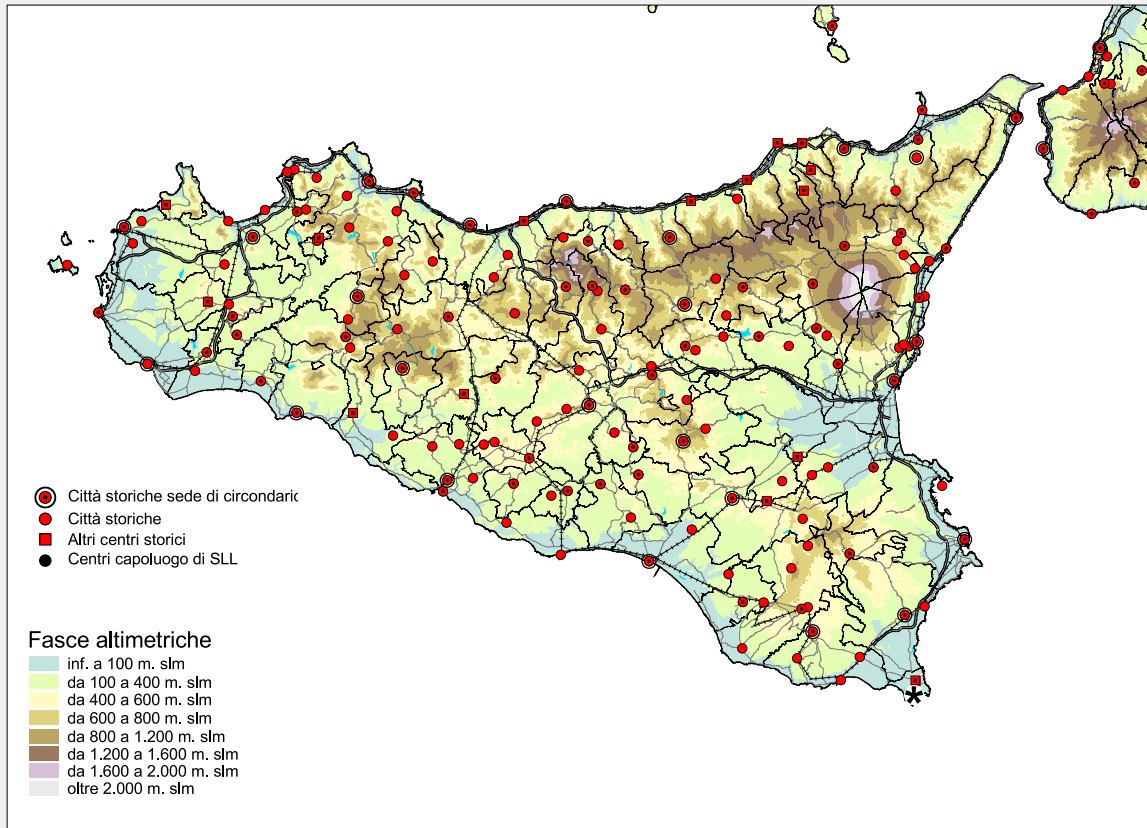 Città storiche sede di circondaric
Città storiche
Altri centri storici
Centri capoluogo di SLL
Fasce altimetriche
inf. a 100 m. slm
da 100 a 400 m. slm
da 400 a 600 m. slm
da 600 a 800 m. slm
da 800 a 1.200 m. slm
da 1.200 a 1.600 m. slm
da 1.600 a 2.000 m. slm
oltre 2.000 m. slm
*